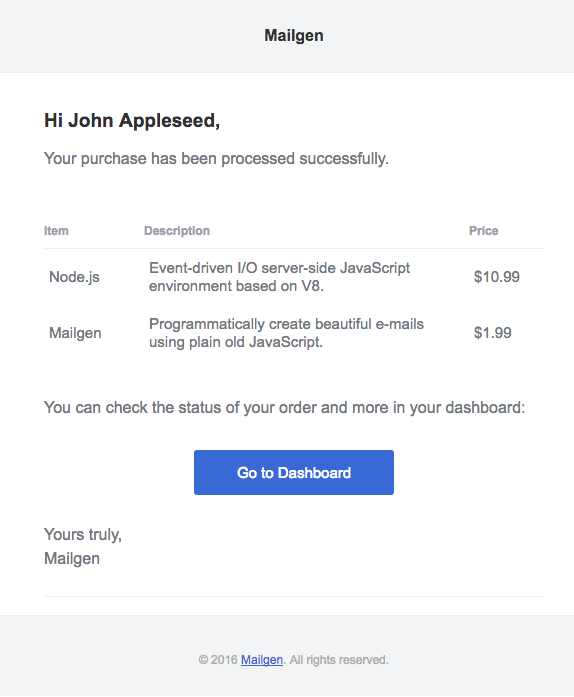 Mailgen
Hi John Appleseed,
Your purchase has been processed successfully.
Item Description Price
Node.js Event-driven I/O server-side JavaScript environment based on V8. $10.99
Mailgen Programmatically create beautiful e-mails using plain old JavaScript. $1.99
You can check the status of your order and more in your dashboard:
Go to Dashboard
Yours truly,
Mailgen
© 2016 Mailgen. All rights reserved.